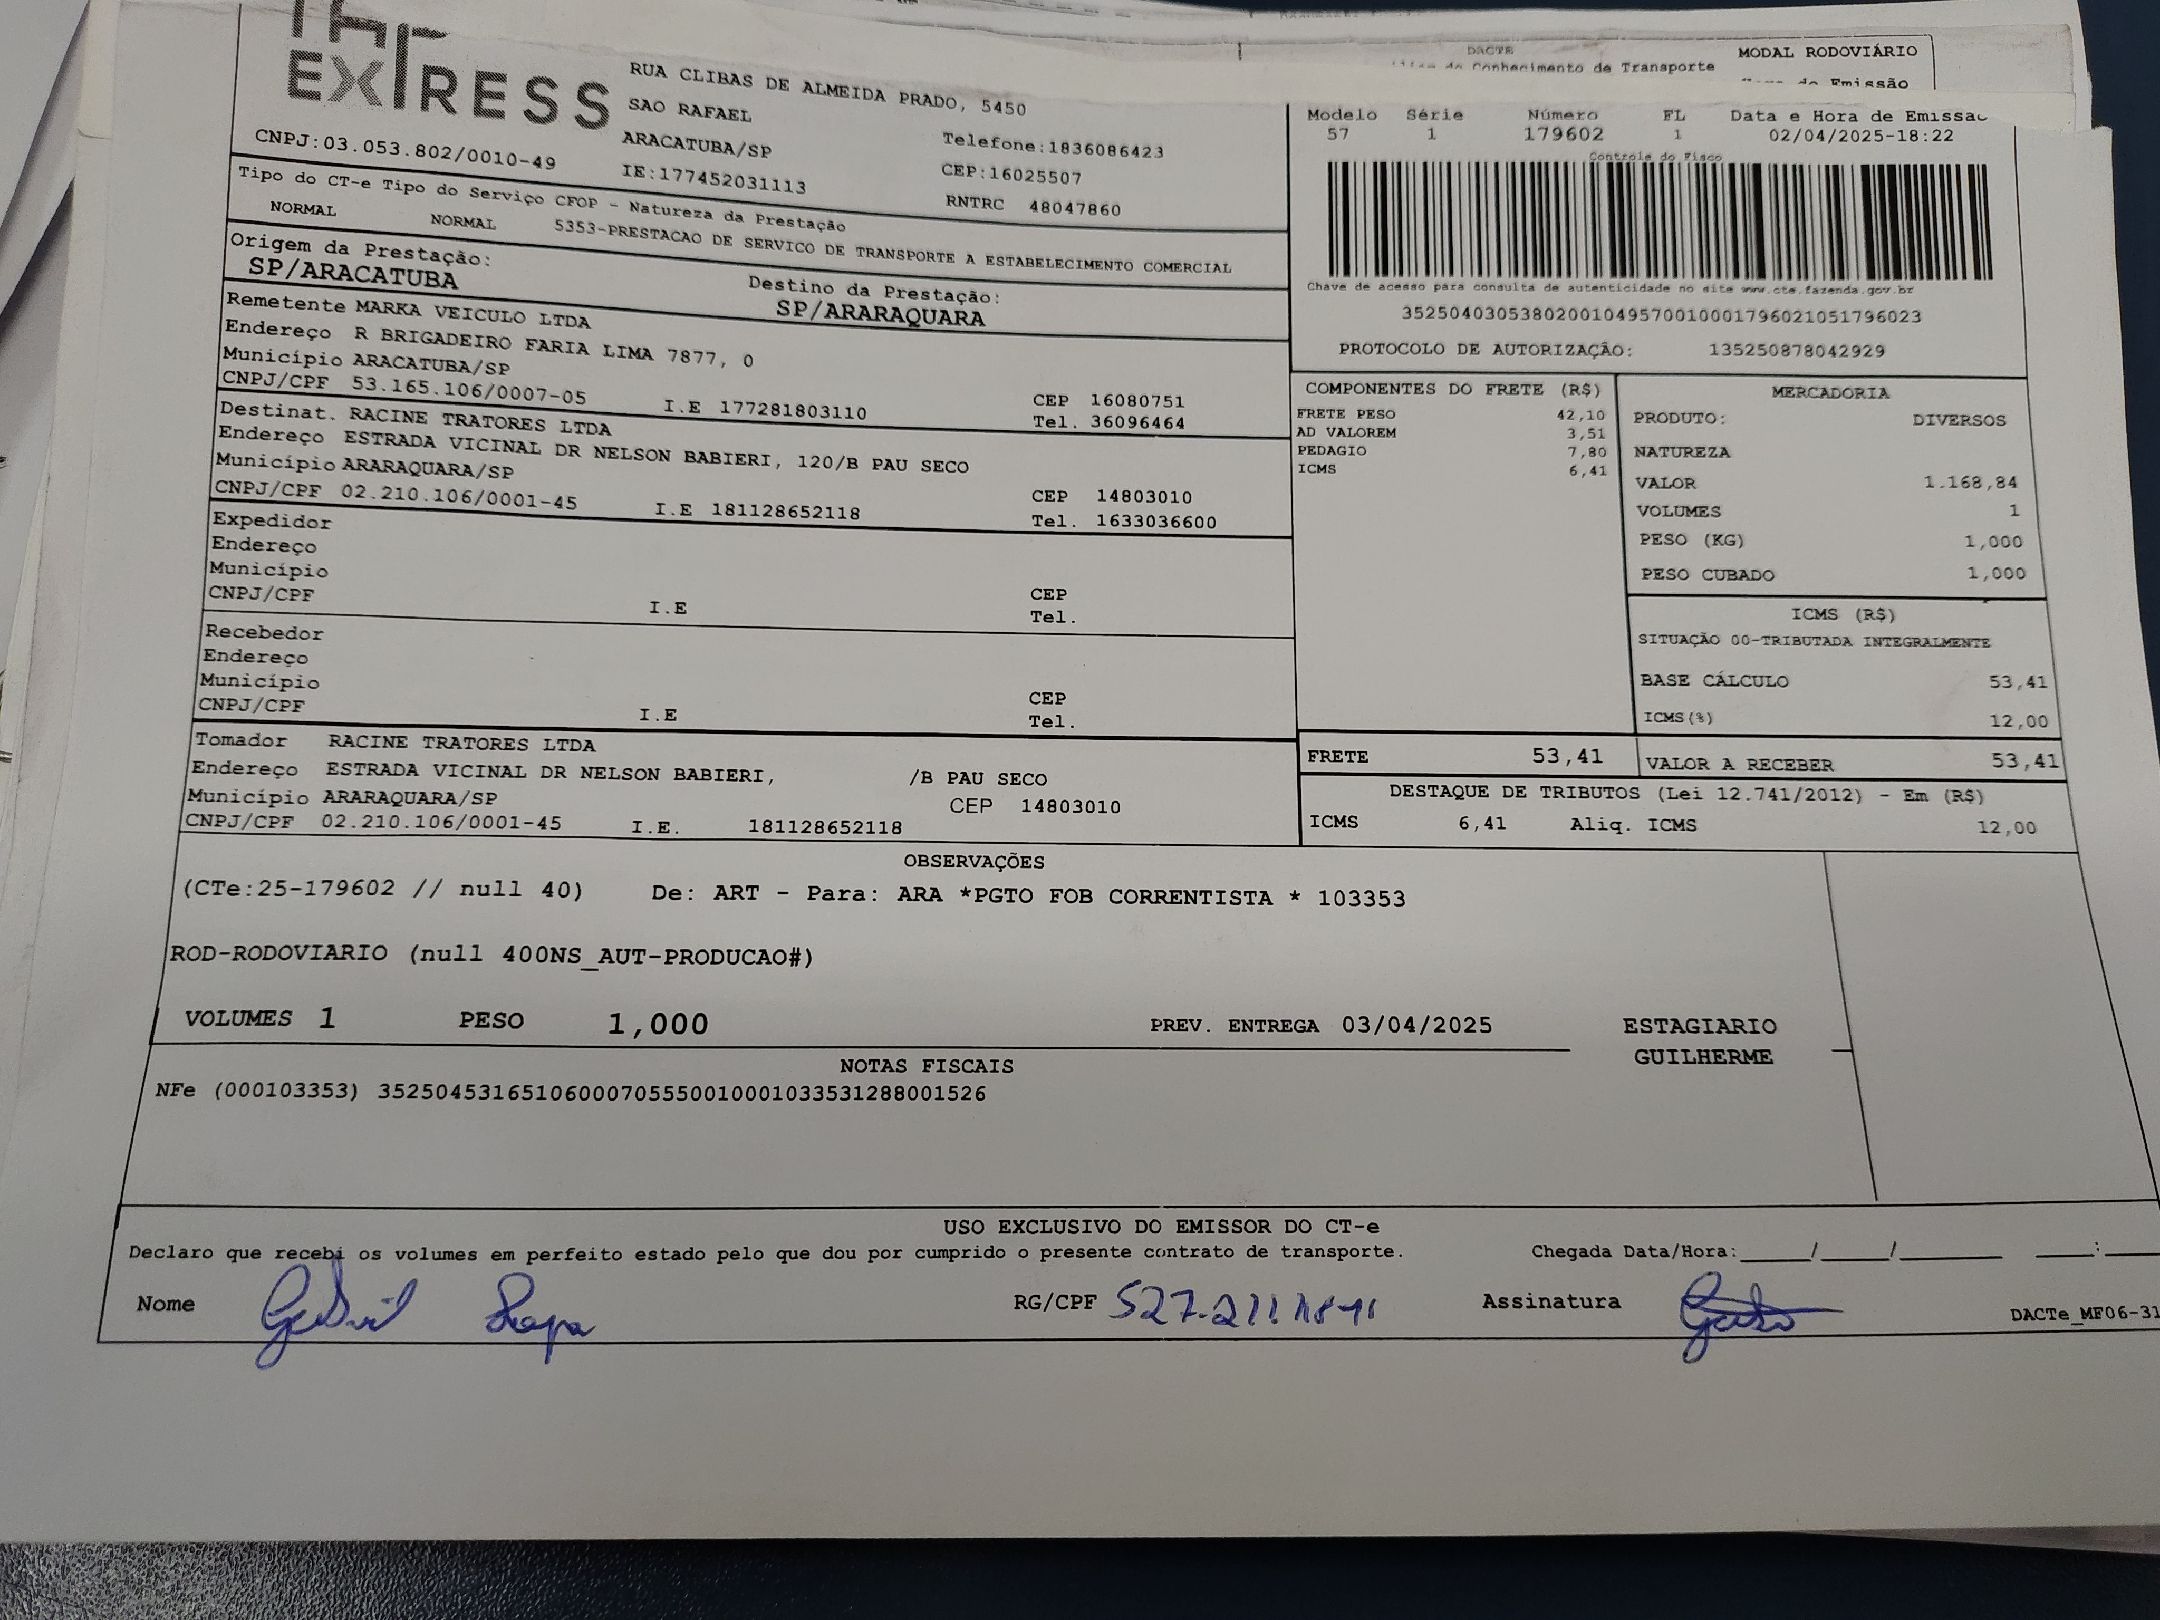 EXPRESS
CNPJ:03.053.802/0010-49
RUA CLIBAS DE ALMEIDA PRADO, 5450
SAO RAFAEL
ARACATUBA/SP
IE:177452031113
Telefone:1836086423
CEP:16025507
RNTRC 48047860
DACTE
Conhecimento de Transporte
MODAL RODOVIÁRIO
Emissão
Modelo Série Número FL Data e Hora de
57 1 179602 1 02/04/2025-18:22
Controle do Fisco
Chave de acesso para consulta de autenticidade no site www.cte.fazenda.gov.br
35250403053802001049570010001796021051796023
PROTOCOLO DE AUTORIZAÇÃO: 135250878042929
Tipo do CT-e Tipo do Serviço CFOP - Natureza da Prestação
NORMAL NORMAL 5353-PRESTACAO DE SERVICO DE TRANSPORTE A ESTABELECIMENTO COMERCIAL
Origem da Prestação: Destino da Prestação:
SP/ARACATUBA SP/ARARAQUARA
Remetente MARKA VEICULO LTDA
Endereço R BRIGADEIRO FARIA LIMA 7877, 0
Município ARACATUBA/SP CEP 16080751
CNPJ/CPF 53.165.106/0007-05 I.E 177281803110 Tel. 36096464
Destinat. RACINE TRATORES LTDA
Endereço ESTRADA VICINAL DR NELSON BABIERI, 120/B PAU SECO
Município ARARAQUARA/SP CEP 14803010
CNPJ/CPF 02.210.106/0001-45 I.E 181128652118 Tel. 1633036600
Expedidor
Endereço
Município CEP
CNPJ/CPF I.E Tel.
Recebedor
Endereço
Município CEP
CNPJ/CPF I.E Tel.
Tomador RACINE TRATORES LTDA
Endereço ESTRADA VICINAL DR NELSON BABIERI, /B PAU SECO
Município ARARAQUARA/SP CEP 14803010
CNPJ/CPF 02.210.106/0001-45 I.E. 181128652118
COMPONENTES DO FRETE (R$)
FRETE PESO 42,10
AD VALOREM 3,51
PEDAGIO 7,80
ICMS 6,41
MERCADORIA
PRODUTO: DIVERSOS
NATUREZA
VALOR 1.168,84
VOLUMES 1
PESO (KG) 1,000
PESO CUBADO 1,000
ICMS (R$)
SITUAÇÃO 00-TRIBUTADA INTEGRALMENTE
BASE CÁLCULO 53,41
ICMS(%) 12,00
FRETE 53,41 VALOR A RECEBER 53,41
DESTAQUE DE TRIBUTOS (Lei 12.741/2012) - Em (R$)
ICMS 6,41 Aliq. ICMS 12,00
OBSERVAÇÕES
(CTe:25-179602 // null 40) De: ART - Para: ARA *PGTO FOB CORRENTISTA * 103353
ROD-RODOVIARIO (null 400NS_AUT-PRODUCAO#)
VOLUMES 1 PESO 1,000 PREV. ENTREGA 03/04/2025 ESTAGIARIO
GUILHERME
NOTAS FISCAIS
NFe (000103353) 35250453165106000705550010001033531288001526
USO EXCLUSIVO DO EMISSOR DO CT-e
Declaro que recebi os volumes em perfeito estado pelo que dou por cumprido o presente contrato de transporte. Chegada Data/Hora:____/____/______ ___:___
Nome RG/CPF Assinatura DACTe_MF06-31